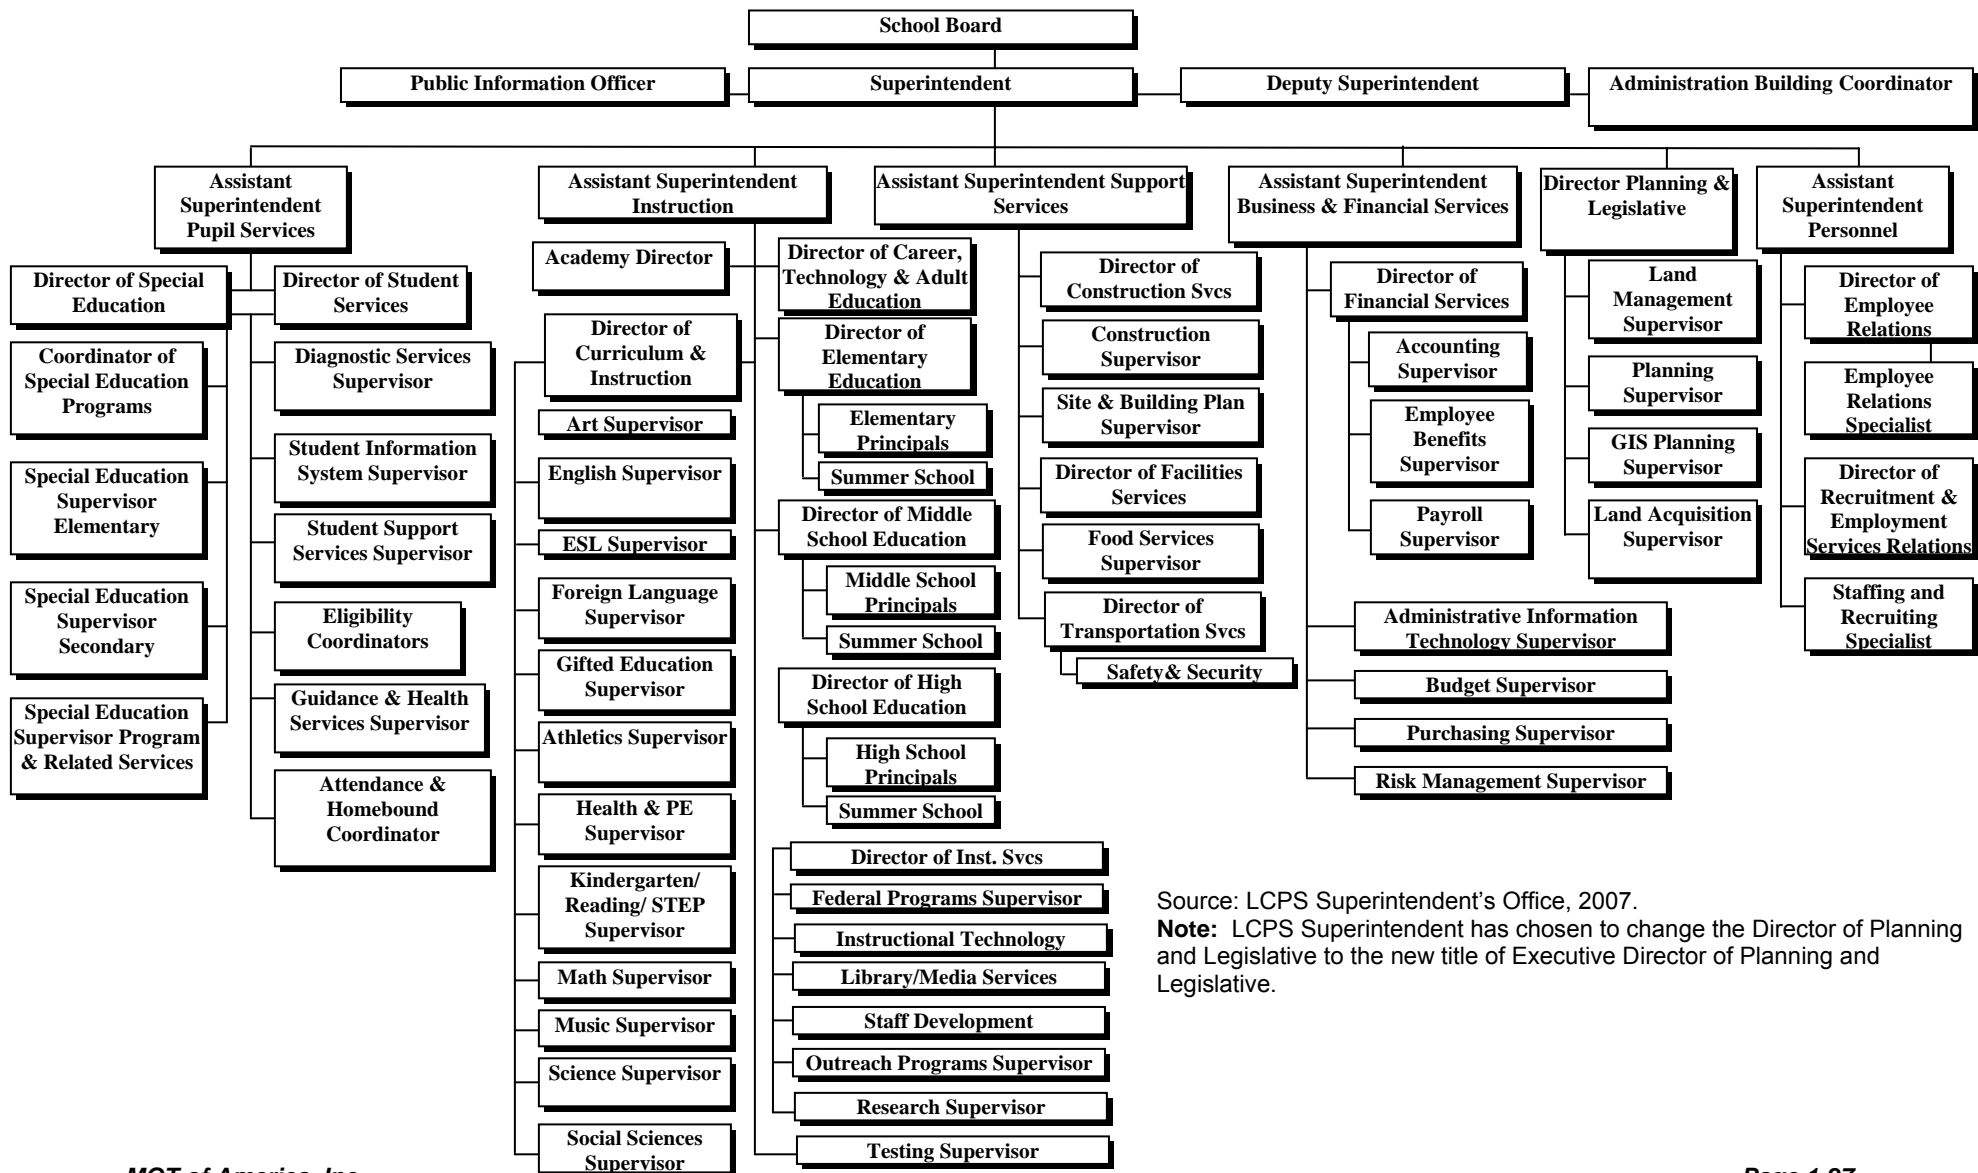 School Board
Public Information Officer
Superintendent
Deputy Superintendent
Administration Building Coordinator
Assistant
Superintendent
Pupil Services
Director of Special
Education
Director of Student
Services
Coordinator of
Special Education
Programs
Special Education
Supervisor
Elementary
Special Education
Supervisor
Secondary
Special Education
Supervisor Program
& Related Services
Diagnostic Services
Supervisor
Student Information
System Supervisor
Student Support
Services Supervisor
Eligibility
Coordinators
Guidance & Health
Services Supervisor
Attendance &
Homebound
Coordinator
Assistant Superintendent
Instruction
Academy Director
Director of
Curriculum &
Instruction
Art Supervisor
English Supervisor
ESL Supervisor
Foreign Language
Supervisor
Gifted Education
Supervisor
Athletics Supervisor
Health & PE
Supervisor
Kindergarten/
Reading/ STEP
Supervisor
Math Supervisor
Music Supervisor
Science Supervisor
Social Sciences
Supervisor
Director of Career,
Technology & Adult
Education
Director of
Elementary
Education
Elementary
Principals
Summer School
Director of Middle
School Education
Middle School
Principals
Summer School
Director of High
School Education
High School
Principals
Summer School
Director of Inst. Svcs
Federal Programs Supervisor
Instructional Technology
Library/Media Services
Staff Development
Outreach Programs Supervisor
Research Supervisor
Testing Supervisor
Assistant Superintendent Support
Services
Director of
Construction Svcs
Construction
Supervisor
Site & Building Plan
Supervisor
Director of Facilities
Services
Food Services
Supervisor
Director of
Transportation Svcs
Safety& Security
Assistant Superintendent
Business & Financial Services
Director of
Financial Services
Accounting
Supervisor
Employee
Benefits
Supervisor
Payroll
Supervisor
Administrative Information
Technology Supervisor
Budget Supervisor
Purchasing Supervisor
Risk Management Supervisor
Director Planning &
Legislative
Land
Management
Supervisor
Planning
Supervisor
GIS Planning
Supervisor
Land Acquisition
Supervisor
Assistant
Superintendent
Personnel
Director of
Employee
Relations
Employee
Relations
Specialist
Director of
Recruitment &
Employment
Services Relations
Staffing and
Recruiting
Specialist
Source: LCPS Superintendent’s Office, 2007.
Note: LCPS Superintendent has chosen to change the Director of Planning
and Legislative to the new title of Executive Director of Planning and
Legislative.